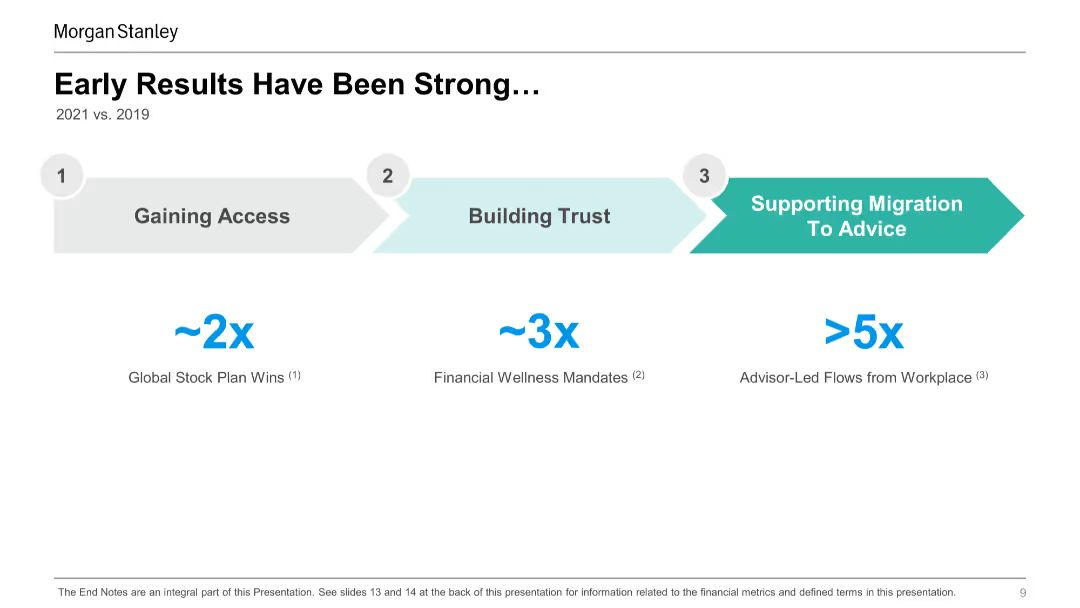 Morgan Stanley
Early Results Have Been Strong…
2021 vs. 2019
1
Gaining Access
2
Building Trust
3
Supporting Migration
To Advice
~2x
Global Stock Plan Wins (1)
~3x
Financial Wellness Mandates (2)
>5x
Advisor-Led Flows from Workplace (3)
The End Notes are an integral part of this Presentation. See slides 13 and 14 at the back of this presentation for information related to the financial metrics and defined terms in this presentation.
9